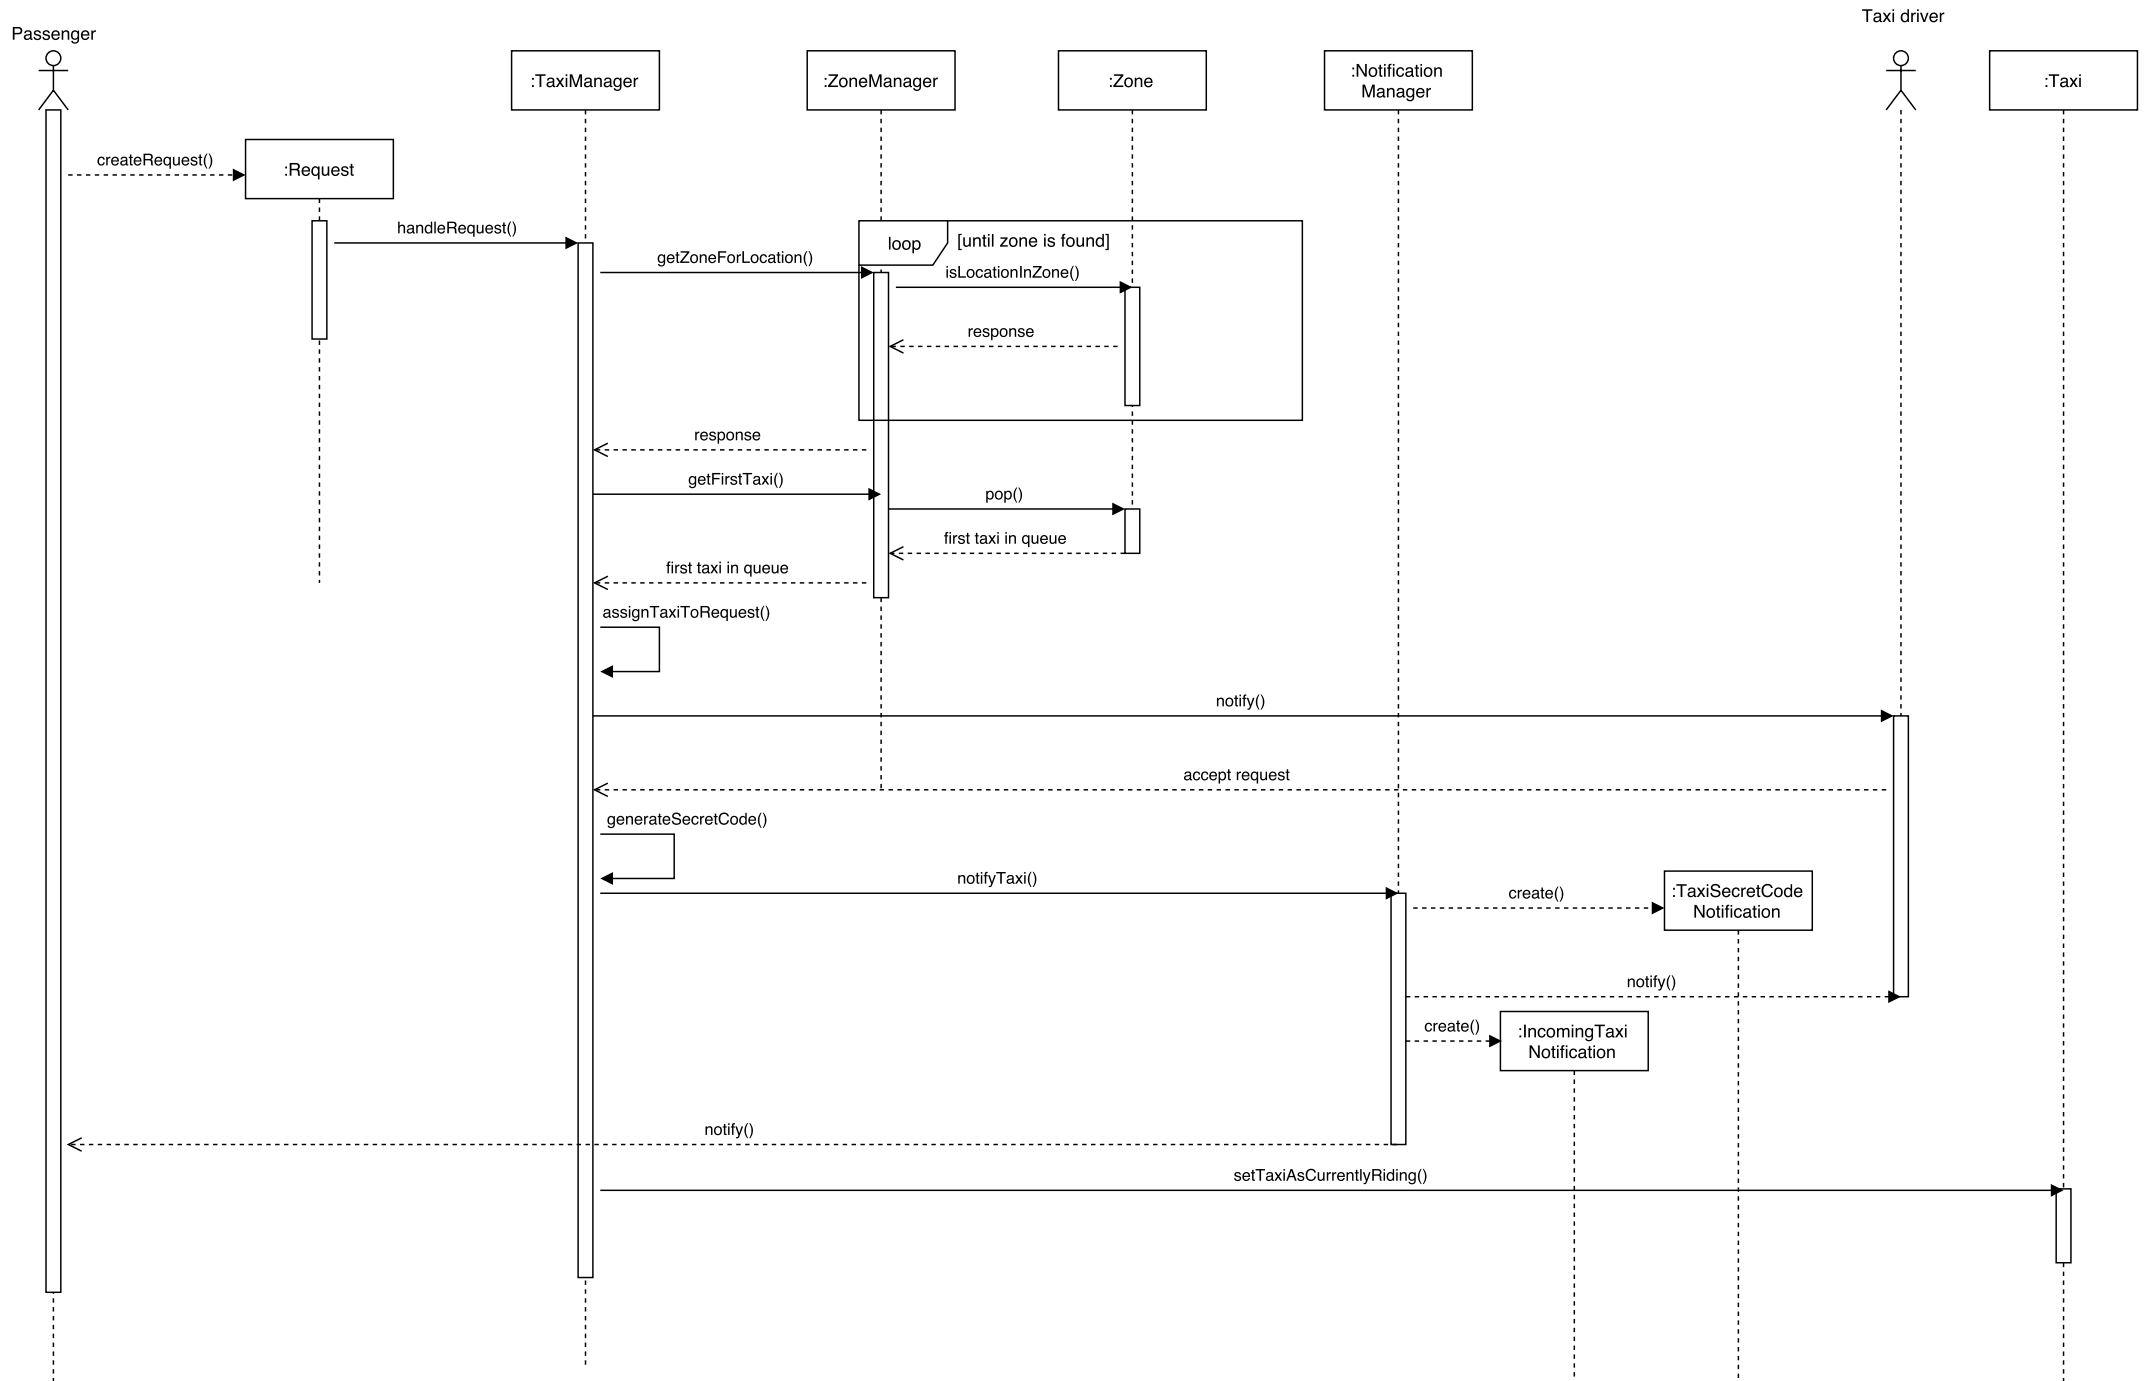 Taxi driver
Passenger
:TaxiManager
:ZoneManager
:Zone
:Notification
Manager
:Taxi
createRequest()
:Request
handleRequest()
loop
[until zone is found]
getZoneForLocation()
isLocationInZone()
response
response
getFirstTaxi()
pop()
first taxi in queue
first taxi in queue
assignTaxiToRequest()
notify()
accept request
generateSecretCode()
notifyTaxi()
create()
:TaxiSecretCode
Notification
notify()
create()
:IncomingTaxi
Notification
notify()
setTaxiAsCurrentlyRiding()